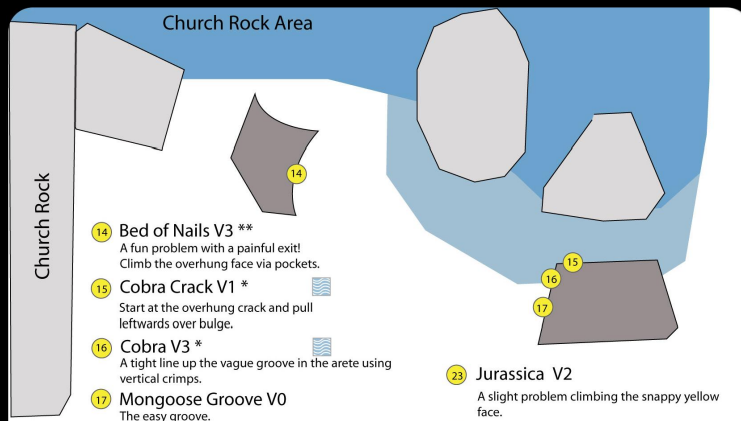 Church Rock Area
Church Rock
14
15
16
17
14 Bed of Nails V3 **
A fun problem with a painful exit!
Climb the overhung face via pockets.
15 Cobra Crack V1 *
Start at the overhung crack and pull
leftwards over bulge.
16 Cobra V3 *
A tight line up the vague groove in the arete using
vertical crimps.
17 Mongoose Groove V0
The easy groove.
23 Jurassica V2
A slight problem climbing the snappy yellow
face.